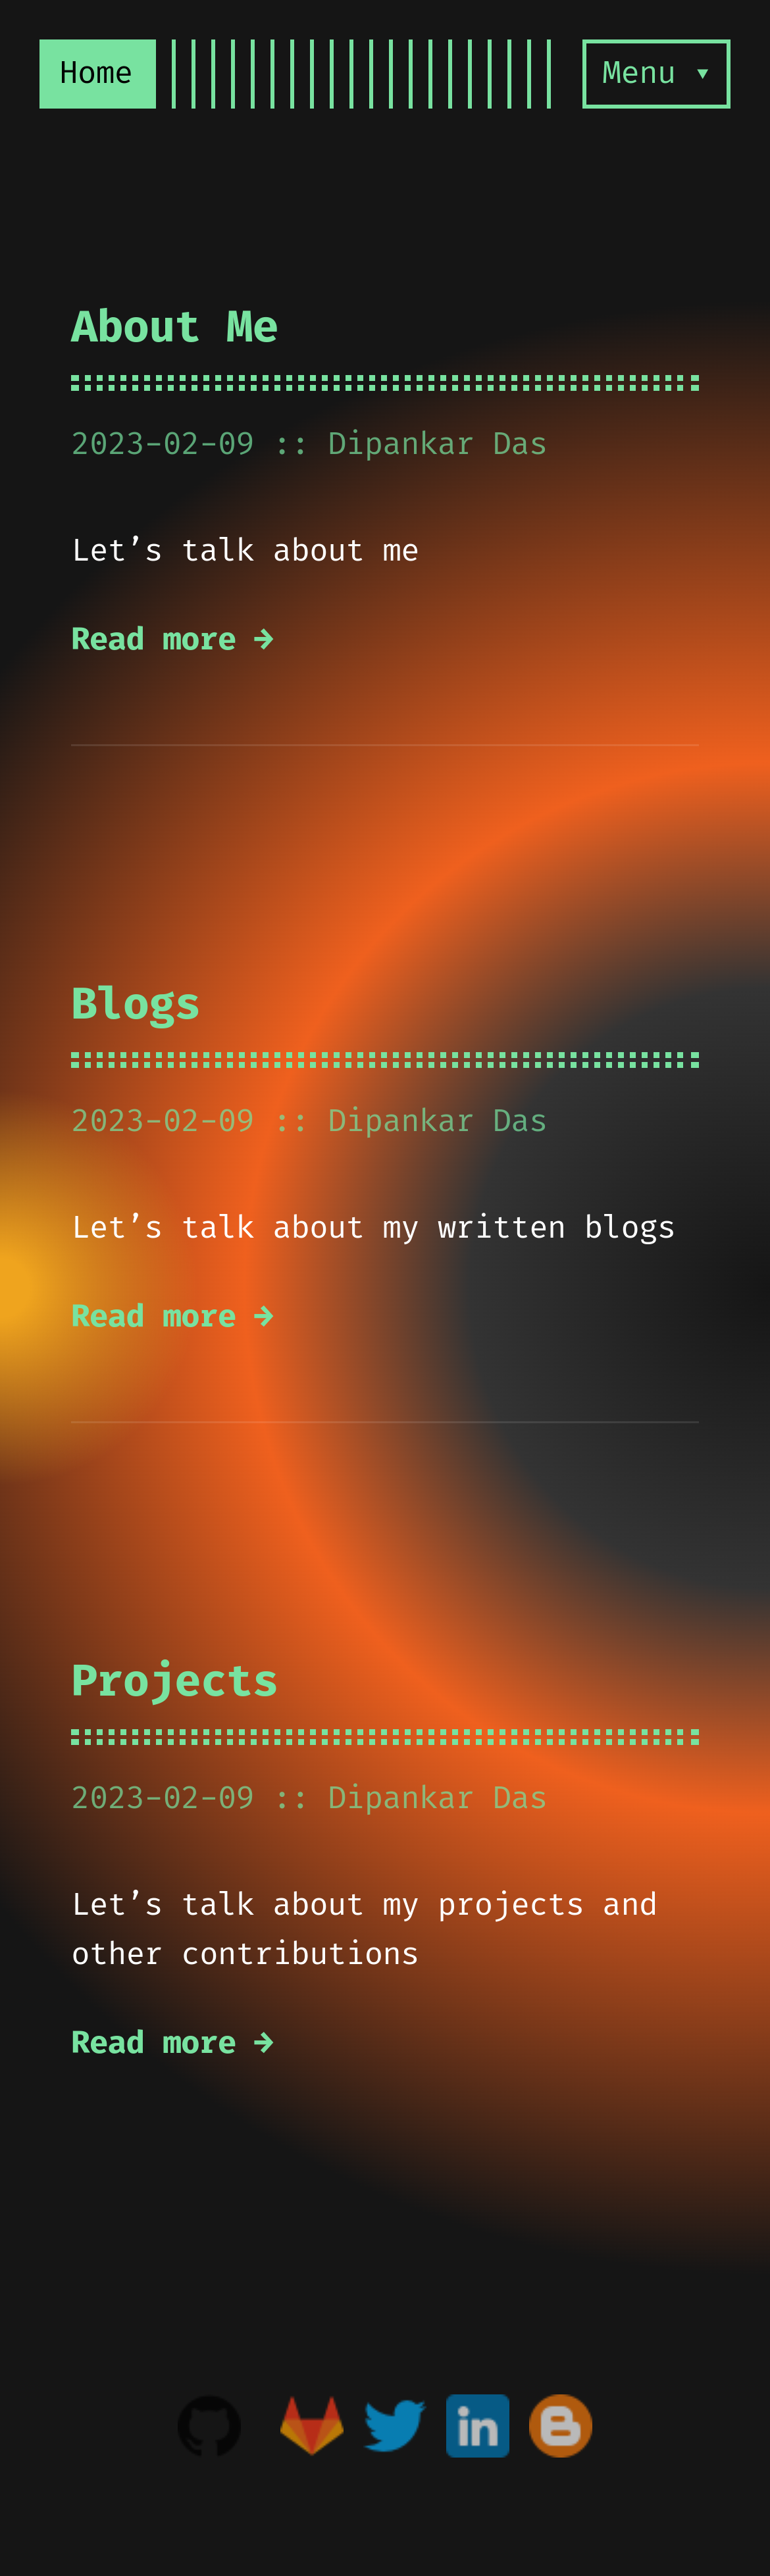 Home
Menu ▾
About Me
2023-02-09 :: Dipankar Das
Let’s talk about me
Read more →
Blogs
2023-02-09 :: Dipankar Das
Let’s talk about my written blogs
Read more →
Projects
2023-02-09 :: Dipankar Das
Let’s talk about my projects and
other contributions
Read more →
in